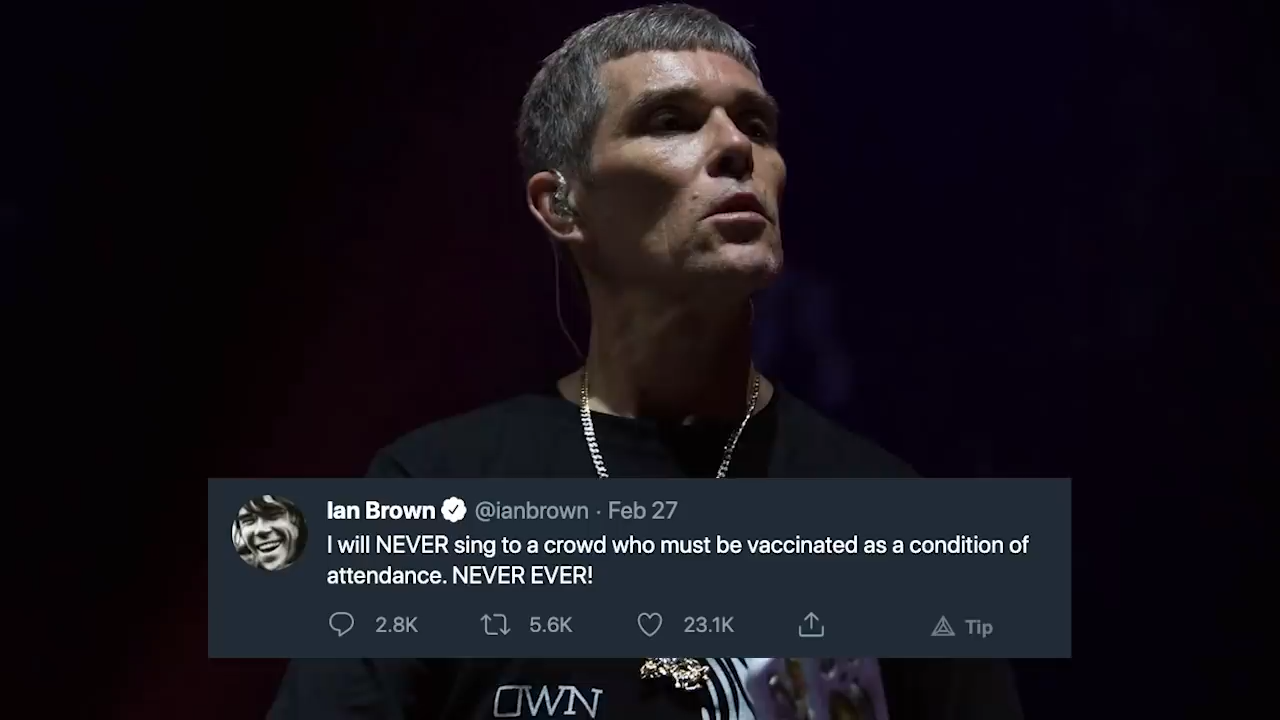 Ian Brown @ianbrown · Feb 27
I will NEVER sing to a crowd who must be vaccinated as a condition of
attendance. NEVER EVER!
2.8K 5.6K 23.1K Tip
OWN